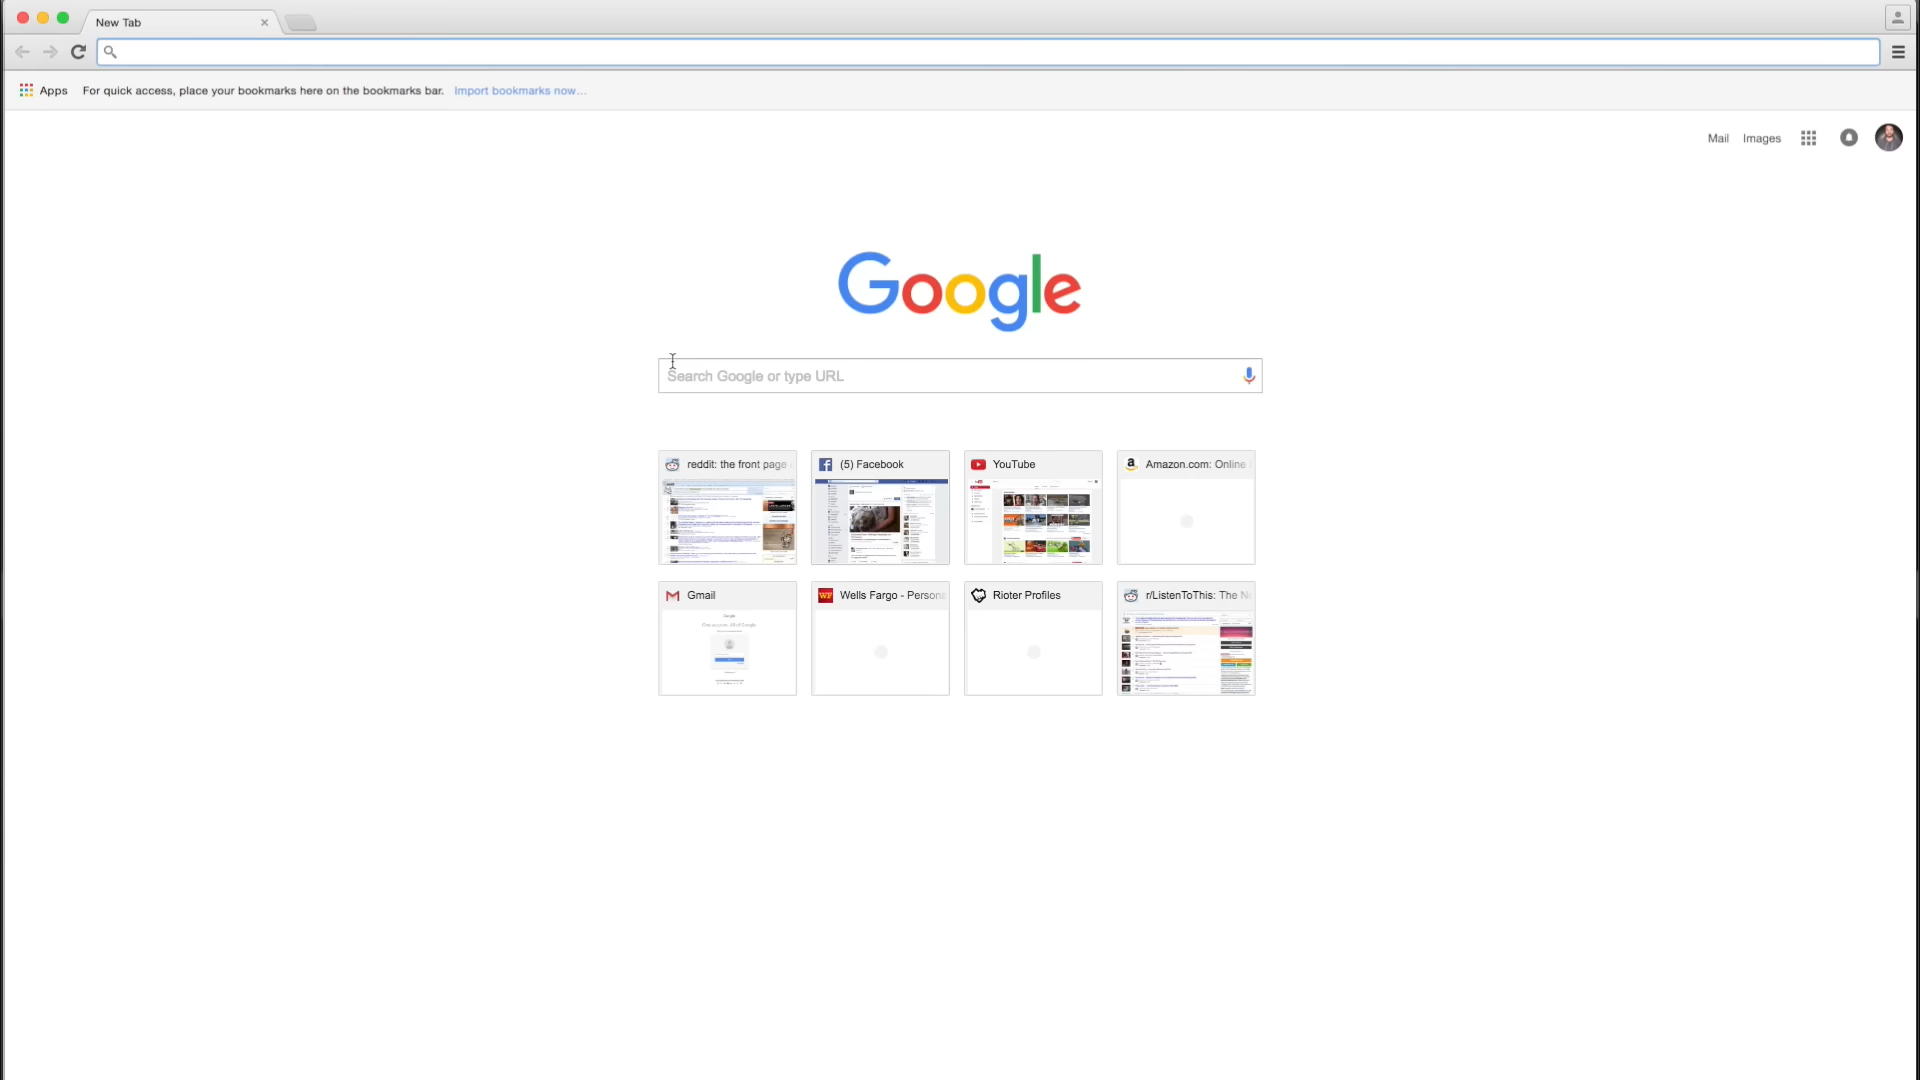 New Tab
Apps For quick access, place your bookmarks here on the bookmarks bar. Import bookmarks now...
Mail Images
Google
Search Google or type URL
reddit: the front page
(5) Facebook
YouTube
Amazon.com: Online
Gmail
Wells Fargo - Persona
Rioter Profiles
r/ListenToThis: The Ne